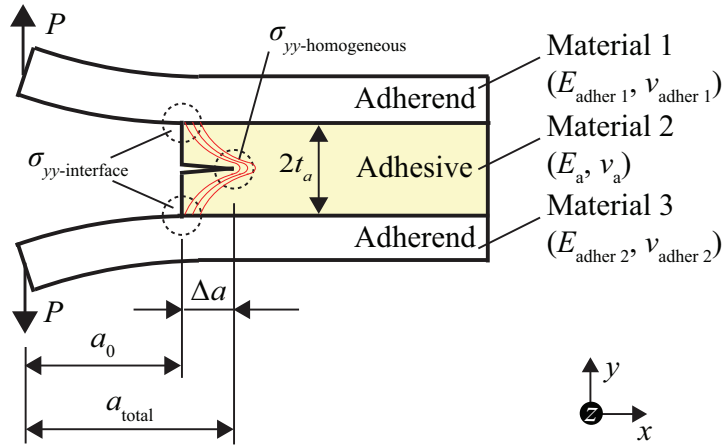 P
σyy-homogeneous
Material 1
(Eadher 1, νadher 1)
Adherend
σyy-interface
2ta
Adhesive
Material 2
(Ea, νa)
Adherend
Material 3
(Eadher 2, νadher 2)
P
Δa
a0
atotal
y
z
x